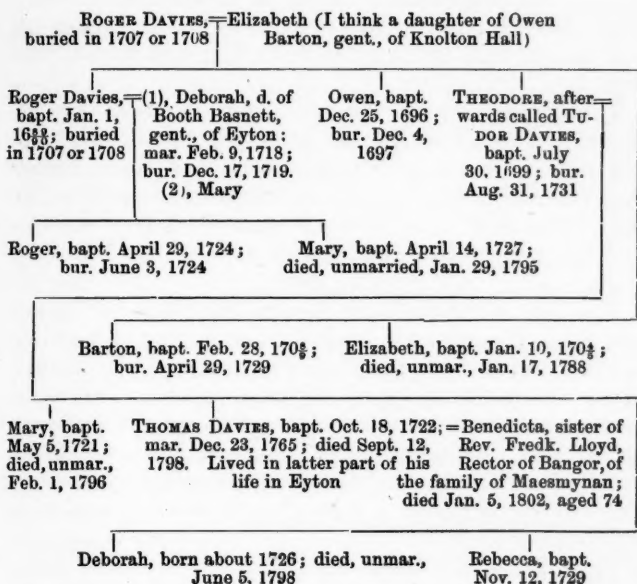 ROGER DAVIES,=Elizabeth (I think a daughter of Owen
buried in 1707 or 1708 Barton, gent., of Knolton Hall)
Roger Davies,=(1), Deborah, d. of
bapt. Jan. 1, Booth Basnett,
buried gent., of Eyton:
in 1707 or 1708 mar. Feb. 9, 1718;
bur. Dec. 17, 1719.
(2), Mary
Owen, bapt.
Dec. 25, 1696;
bur. Dec. 4,
1697
THEODORE, after=
wards called TU-
DOR DAVIES,
bapt. July
30, 1699; bur.
Aug. 31, 1731
Roger, bapt. April 29, 1724;
bur. June 3, 1724
Mary, bapt. April 14, 1727;
died, unmarried, Jan. 29, 1795
Barton, bapt. Feb. 28,
bur. April 29, 1729
Elizabeth, bapt. Jan. 10, 170⅘;
died, unmar., Jan. 17, 1788
Mary, bapt.
May 5, 1721;
died, unmar.,
Feb. 1, 1796
THOMAS DAVIES, bapt. Oct. 18, 1722;=Benedicta, sister of
mar. Dec. 23, 1765; died Sept. 12, Rev. Fredk. Lloyd,
1798. Lived in latter part of his Rector of Bangor, of
life in Eyton the family of Maesmynan;
died Jan. 5, 1802, aged 74
Deborah, born about 1726; died, unmar.,
June 5, 1798
Rebecca, bapt.
Nov. 12, 1729